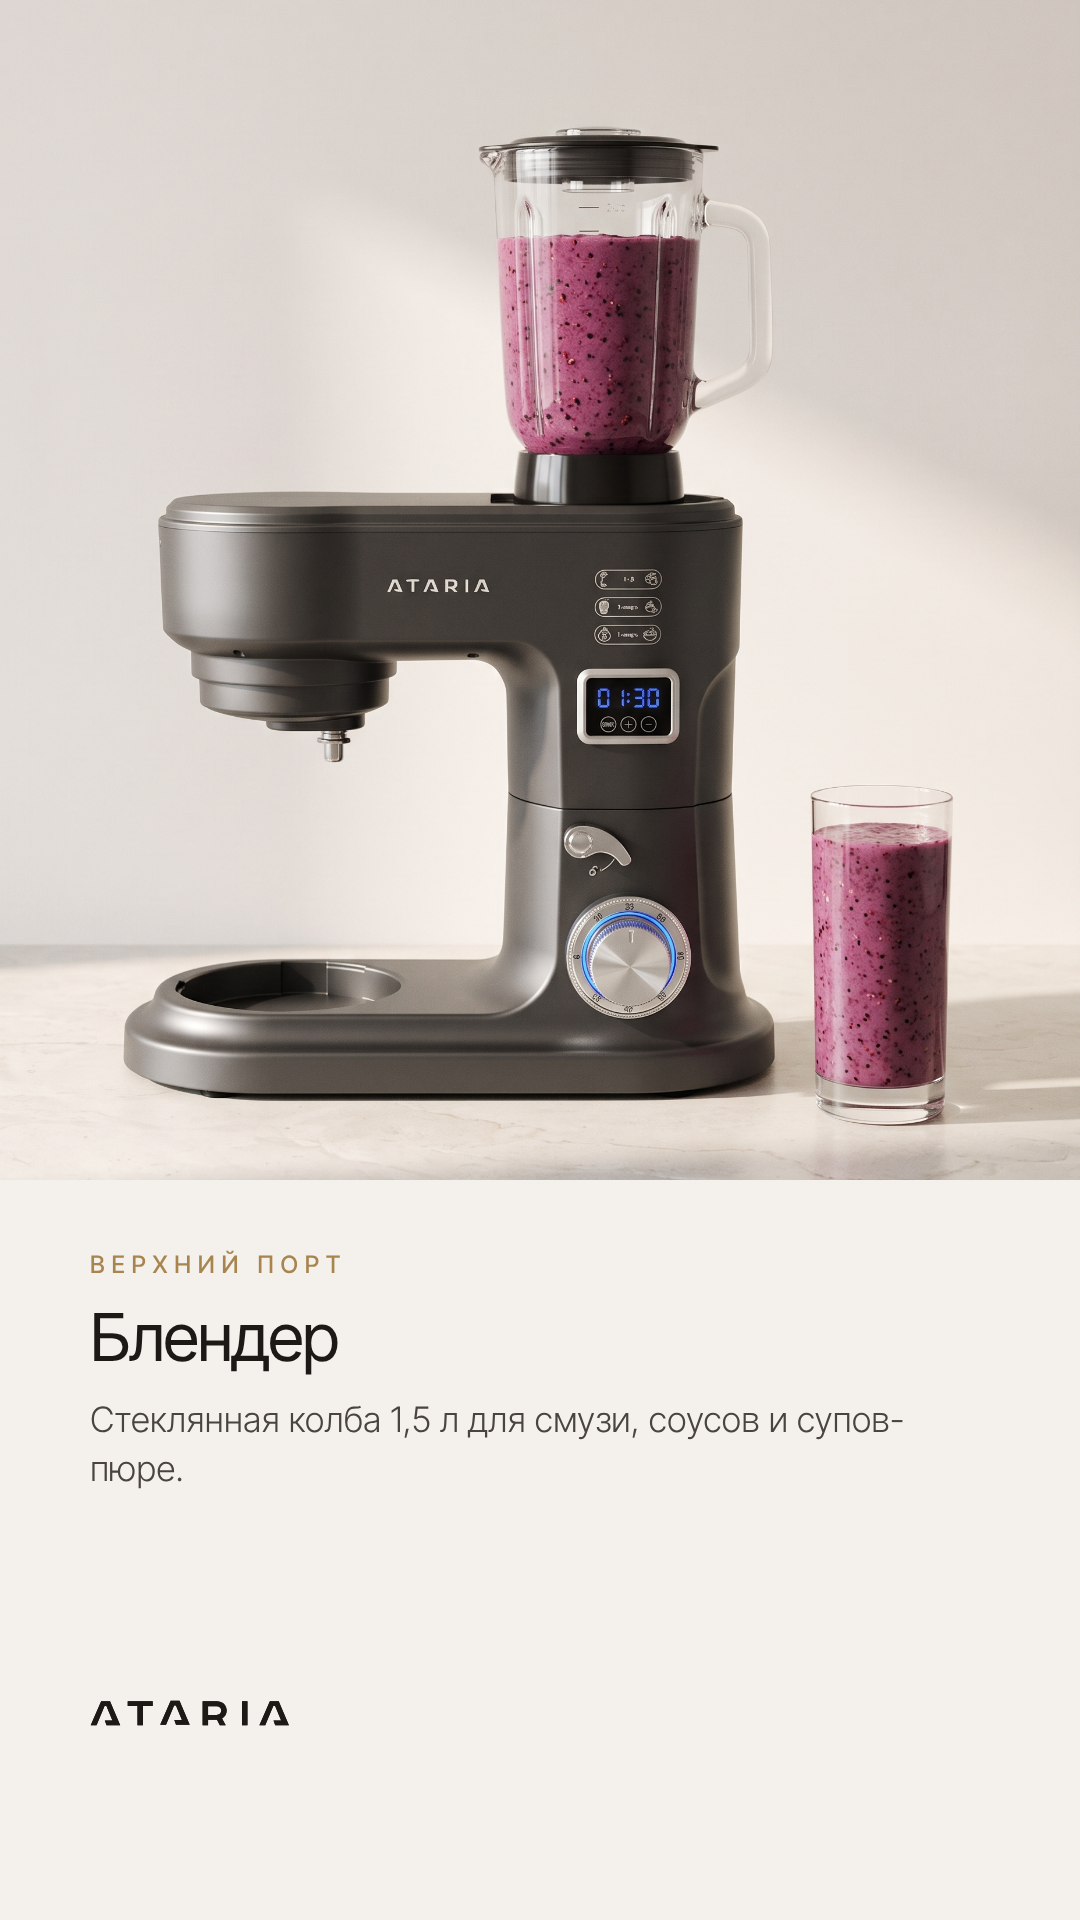 ATARIA
01:30
ВЕРХНИЙ ПОРТ
Блендер
Стеклянная колба 1,5 л для смузи, соусов и супов-
пюре.
ATARIA